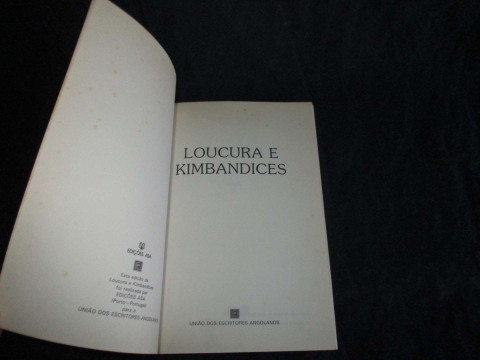 EDIÇÕES ASA
Esta edição de
Loucura e Kimbandices
foi realizada por
EDIÇÕES ASA
(Porto - Portugal)
para a
UNIÃO DOS ESCRITORES ANGOLANOS
LOUCURA E
KIMBANDICES
UNIÃO DOS ESCRITORES ANGOLANOS